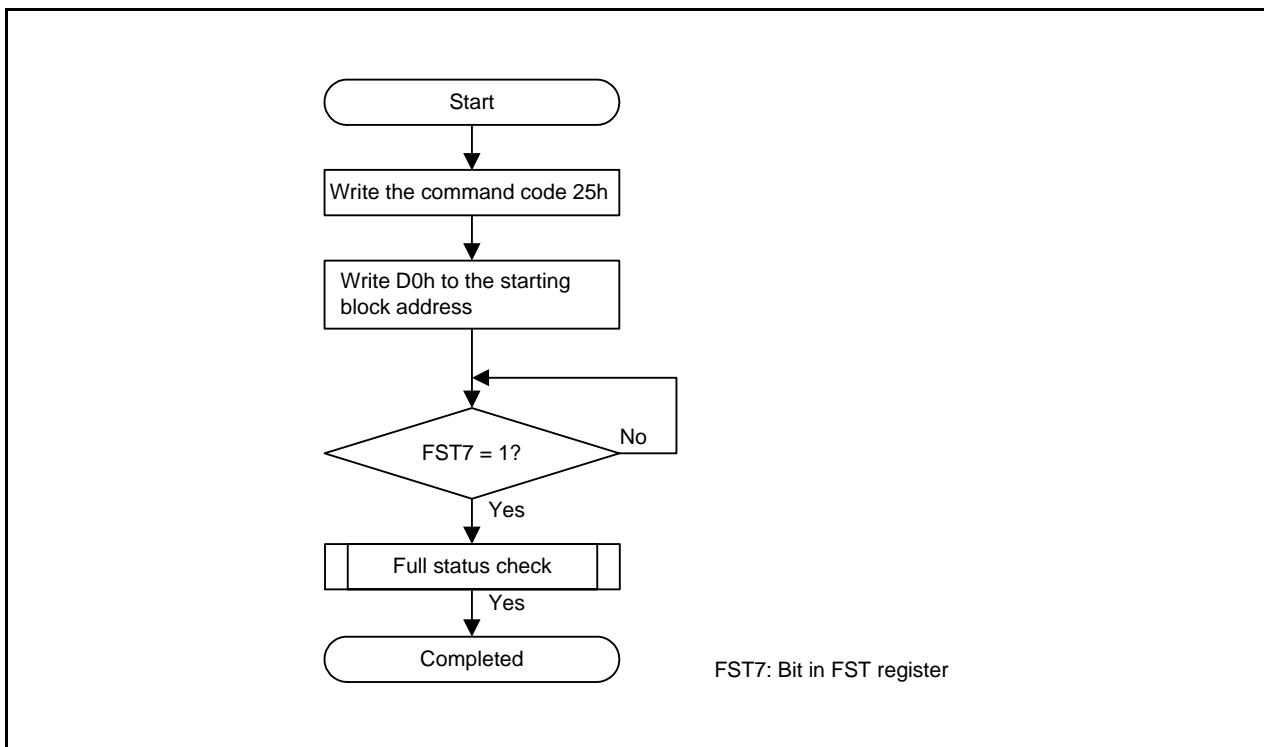 Start
Write the command code 25h
Write D0h to the starting
block address
FST7 = 1?
No
Yes
Full status check
Yes
Completed
FST7: Bit in FST register